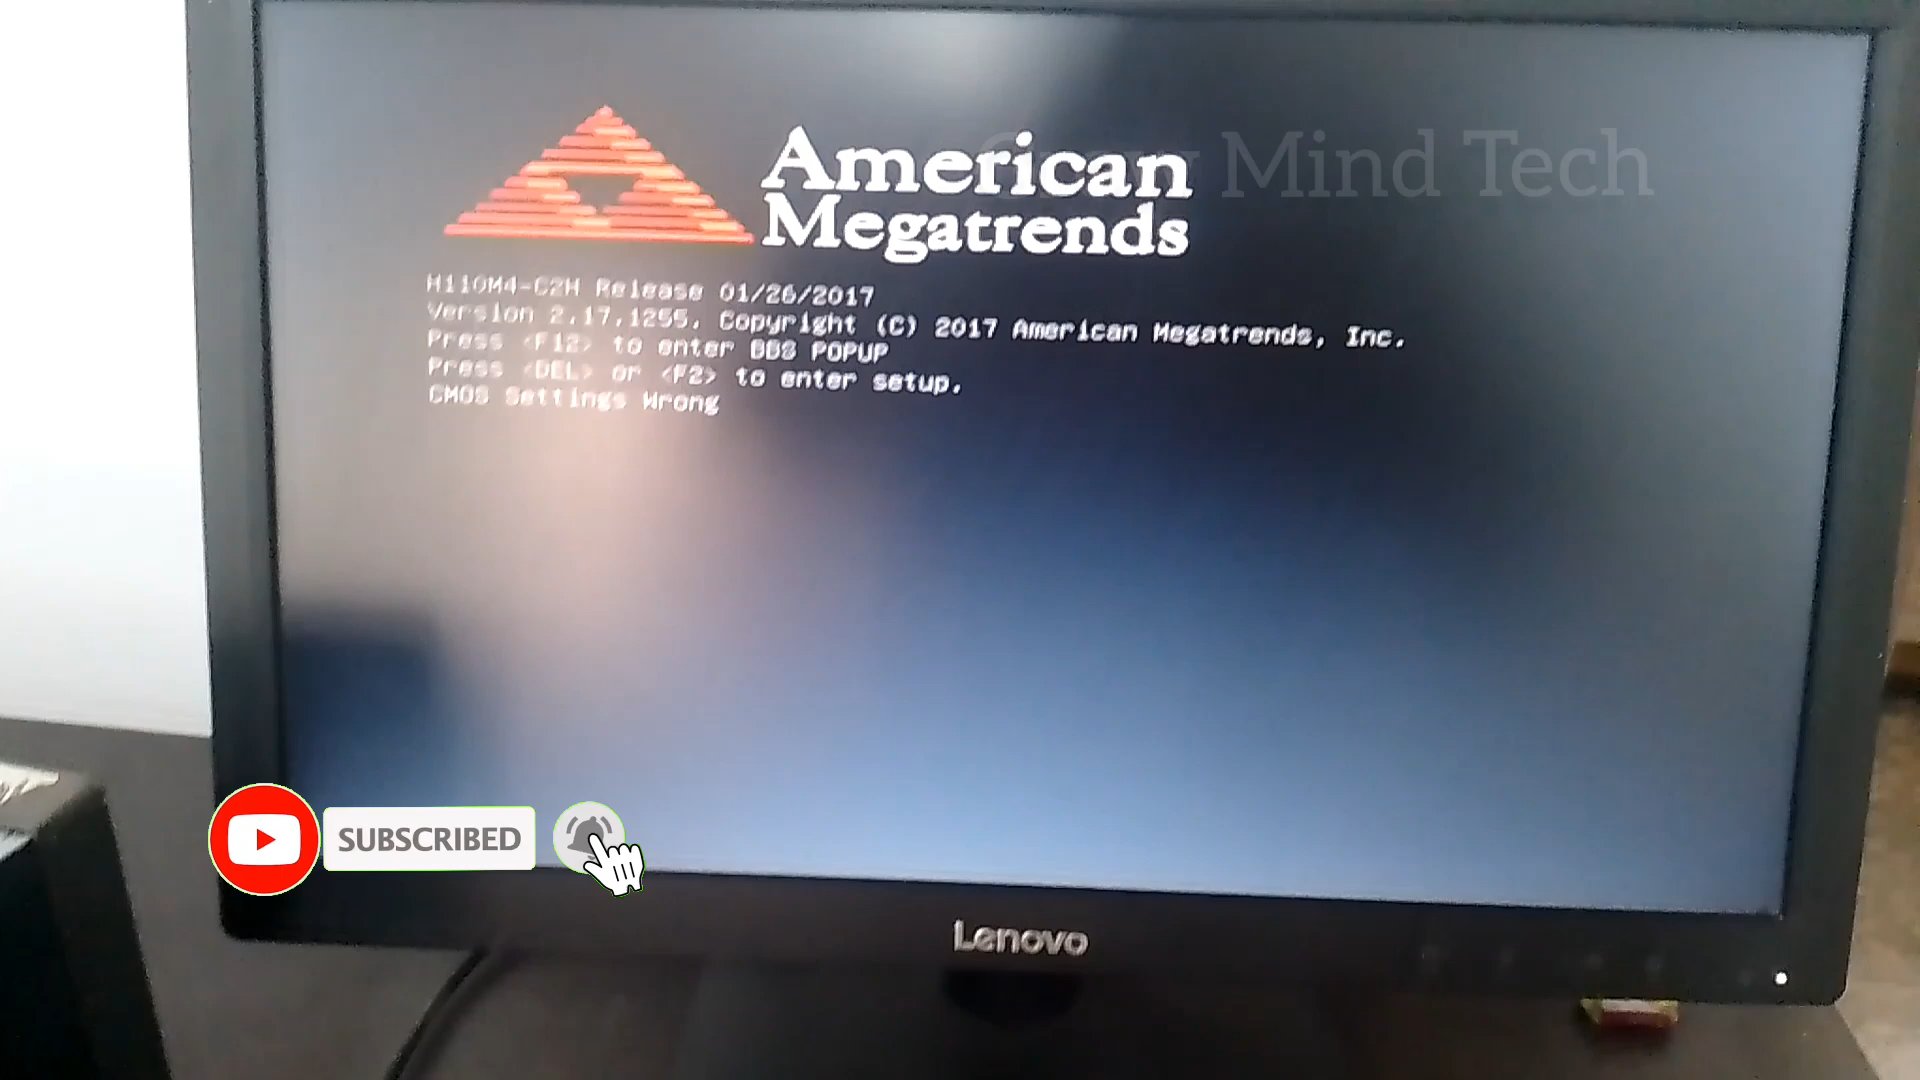 American
Megatrends
Mind Tech
H110M4-C2H Release 01/26/2017
Version 2.17.1255. Copyright (C) 2017 American Megatrends, Inc.
Press <F12> to enter BBS POPUP
Press <DEL> or <F2> to enter setup.
CMOS Settings Wrong
SUBSCRIBED
Lenovo